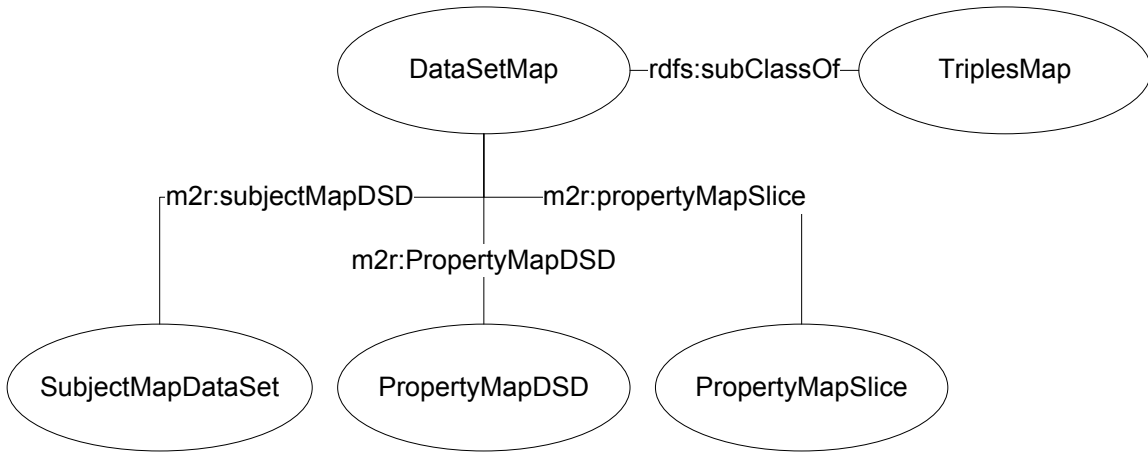 DataSetMap
rdfs:subClassOf
TriplesMap
m2r:subjectMapDSD
m2r:propertyMapSlice
m2r:PropertyMapDSD
SubjectMapDataSet
PropertyMapDSD
PropertyMapSlice